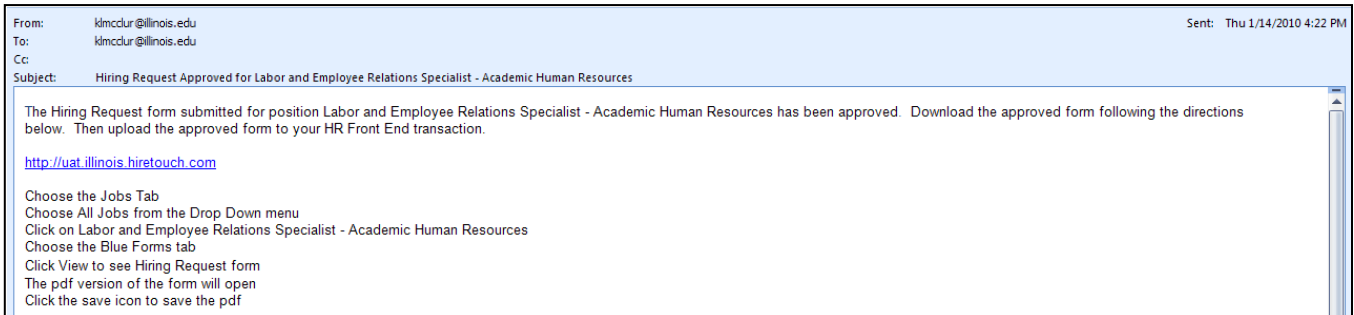 From: klmcclur@illinois.edu Sent: Thu 1/14/2010 4:22 PM
To: klmcclur@illinois.edu
Cc:
Subject: Hiring Request Approved for Labor and Employee Relations Specialist - Academic Human Resources
The Hiring Request form submitted for position Labor and Employee Relations Specialist - Academic Human Resources has been approved. Download the approved form following the directions
below. Then upload the approved form to your HR Front End transaction.
http://uat.illinois.hiretouch.com
Choose the Jobs Tab
Choose All Jobs from the Drop Down menu
Click on Labor and Employee Relations Specialist - Academic Human Resources
Choose the Blue Forms tab
Click View to see Hiring Request form
The pdf version of the form will open
Click the save icon to save the pdf